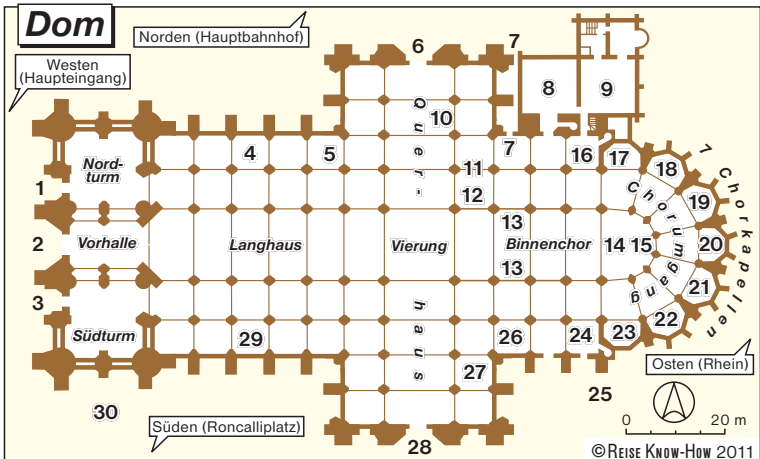 Dom
Norden (Hauptbahnhof)
Westen
(Haupteingang)
6
7
8
9
10
Quer-
4
5
7
16
17
Nord-
turm
11
18
7
1
12
19
Chorkapellen
13
2
Vorhalle
Langhaus
Vierung
Binnenchor
14
15
Chorumgang
20
13
21
3
haus
22
Südturm
29
26
24
23
27
Osten (Rhein)
25
30
Süden (Roncalliplatz)
28
0
20 m
© REISE KNOW-HOW 2011